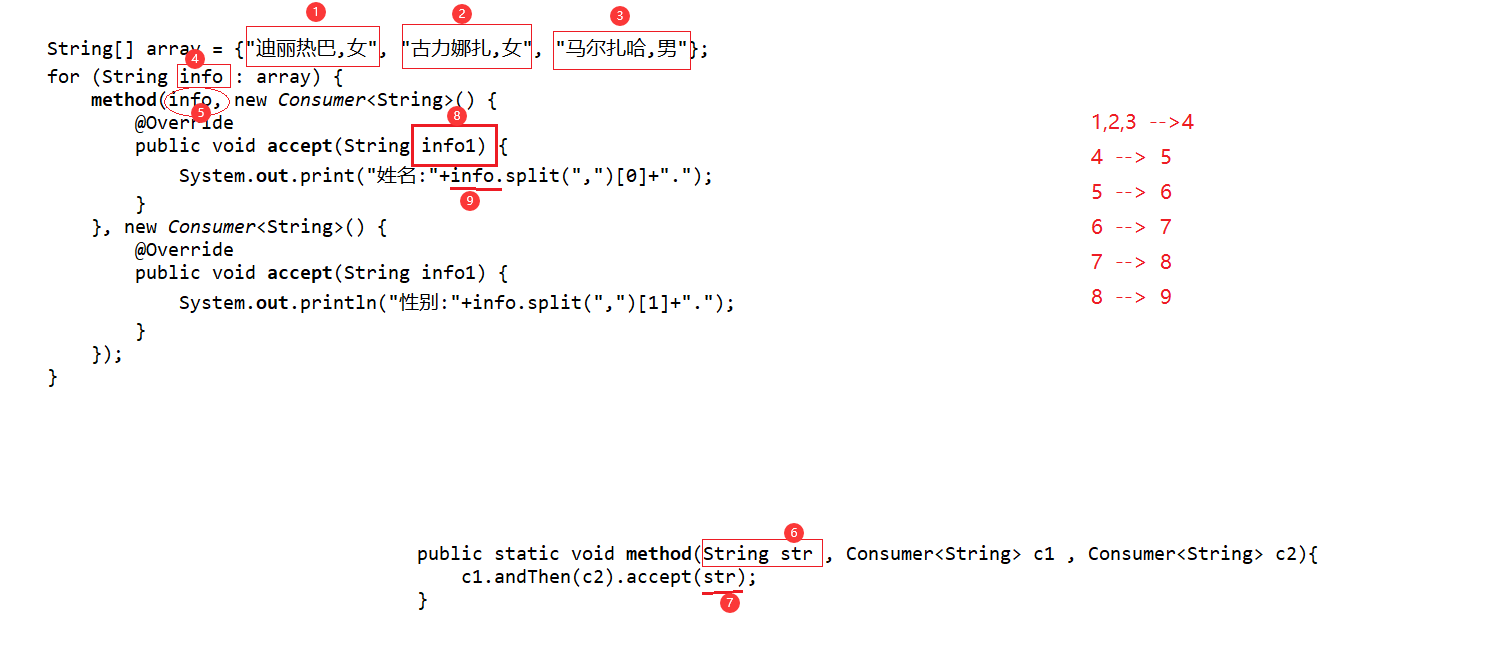 1 2 3
String[] array = {"迪丽热巴,女", "古力娜扎,女", "马尔扎哈,男"};
4
for (String info : array) {
method(info, new Consumer<String>() {
5 8
@Override
public void accept(String info1) {
System.out.print("姓名:"+info.split(",")[0]+".");
9
}
}, new Consumer<String>() {
@Override
public void accept(String info1) {
System.out.println("性别:"+info.split(",")[1]+".");
}
});
}
1,2,3 -->4
4 --> 5
5 --> 6
6 --> 7
7 --> 8
8 --> 9
6
public static void method(String str , Consumer<String> c1 , Consumer<String> c2){
c1.andThen(c2).accept(str);
}
7